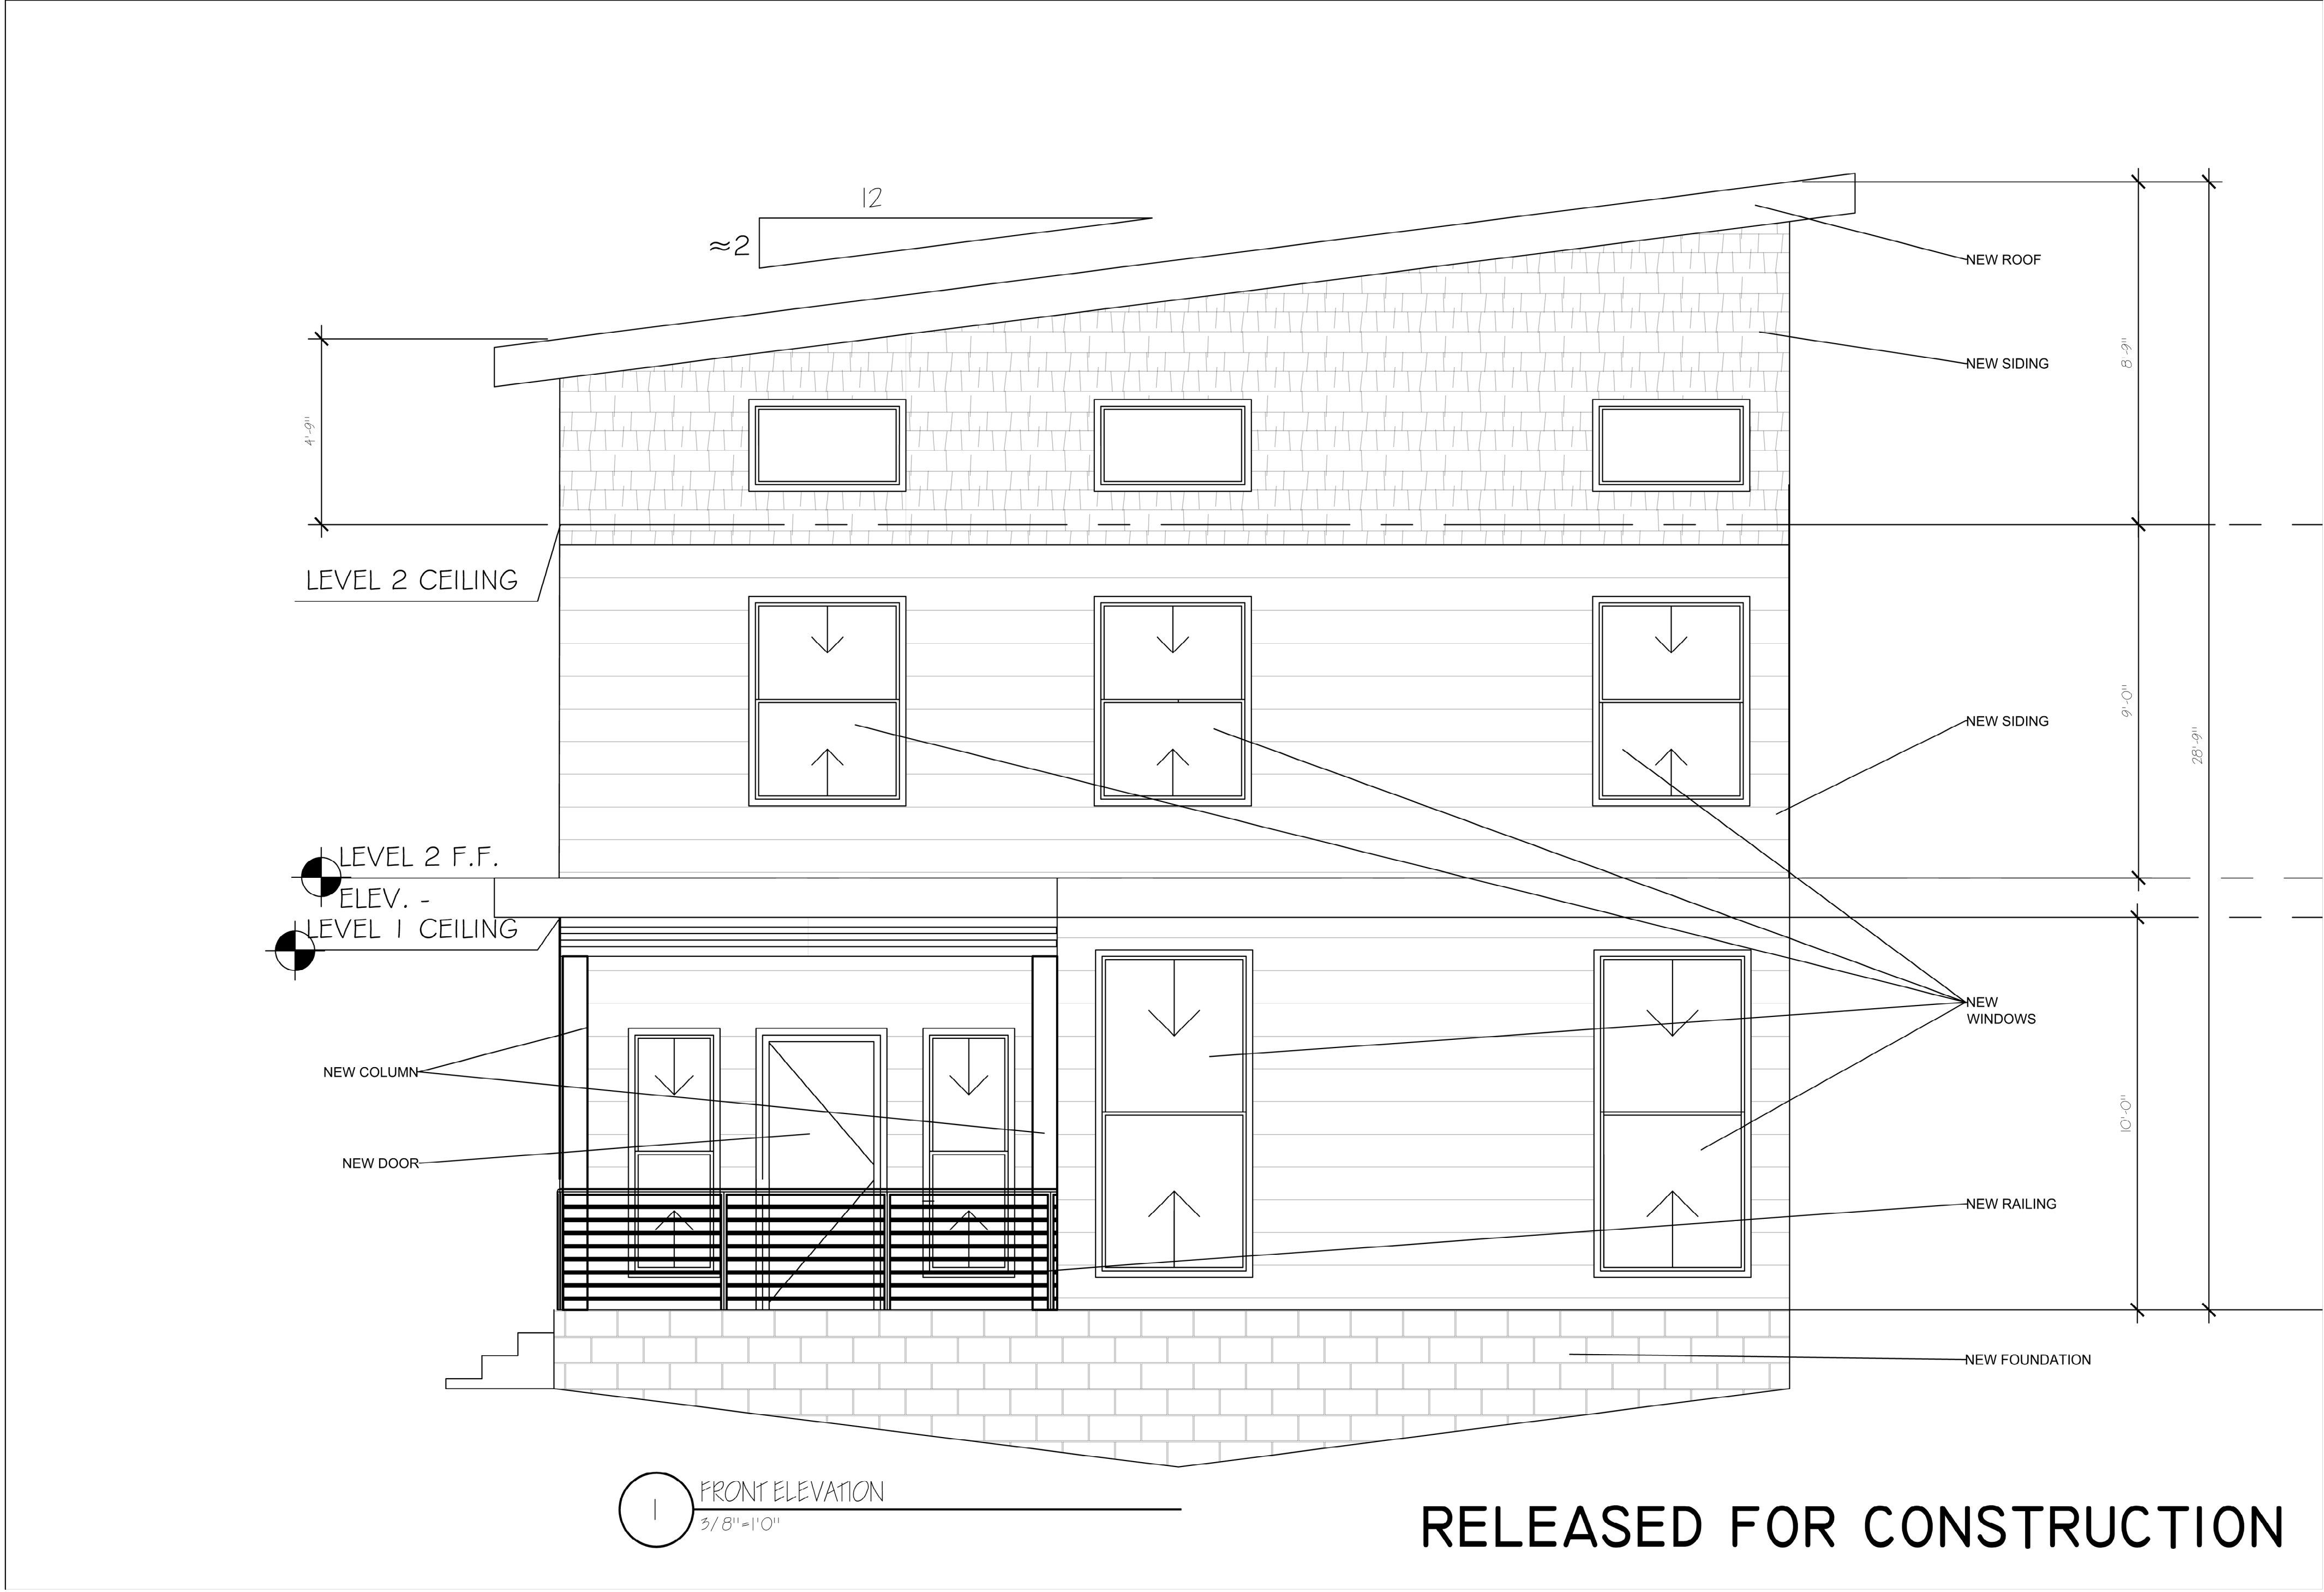 12
≈2
NEW ROOF
NEW SIDING
8'-9"
4'-9"
LEVEL 2 CEILING
NEW SIDING
9'-0"
28'-9"
LEVEL 2 F.F.
ELEV. -
LEVEL 1 CEILING
NEW
WINDOWS
NEW COLUMN
10'-0"
NEW DOOR
NEW RAILING
NEW FOUNDATION
1
FRONT ELEVATION
3/8"=1'0"
RELEASED FOR CONSTRUCTION